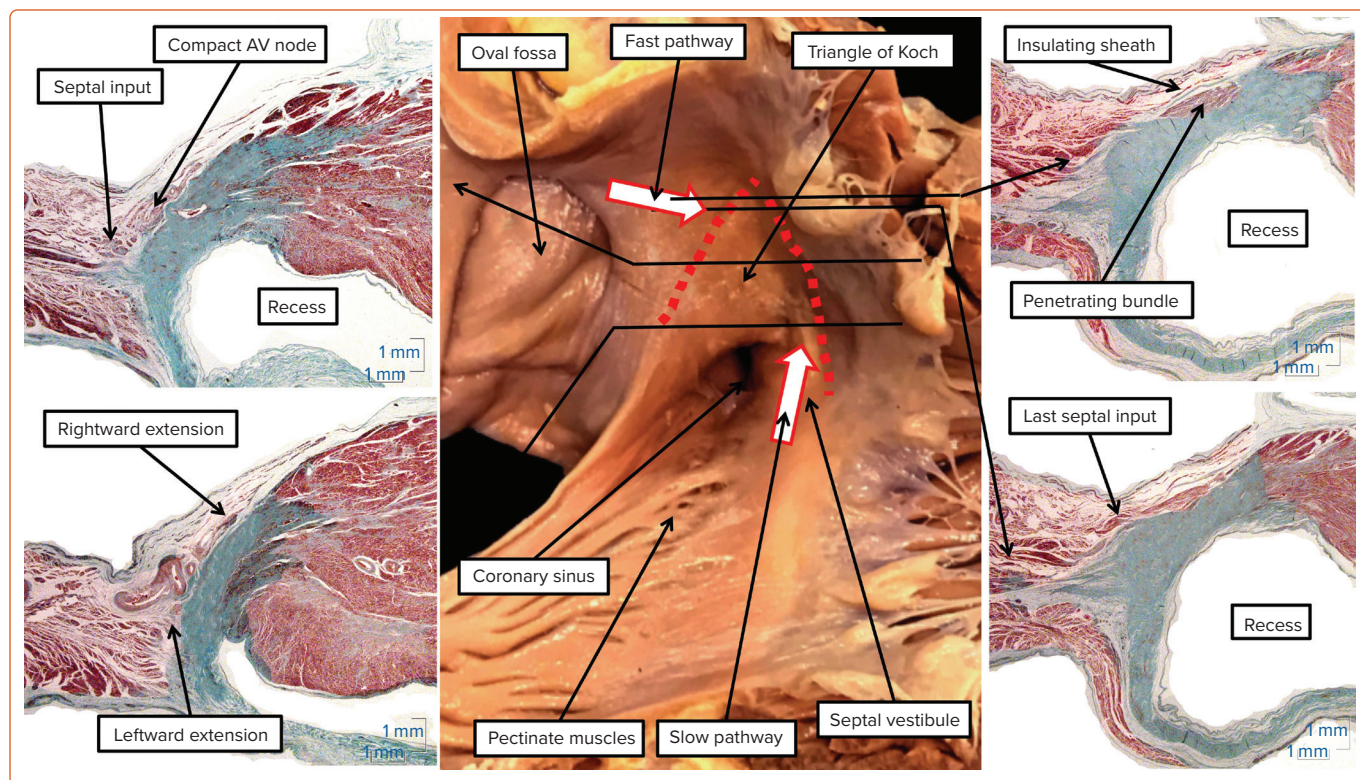 Compact AV node
Septal input
Recess
1 mm
1 mm
Rightward extension
Leftward extension
1 mm
1 mm
Oval fossa
Fast pathway
Triangle of Koch
Coronary sinus
Pectinate muscles
Slow pathway
Septal vestibule
Insulating sheath
Recess
Penetrating bundle
1 mm
1 mm
Last septal input
Recess
1 mm
1 mm